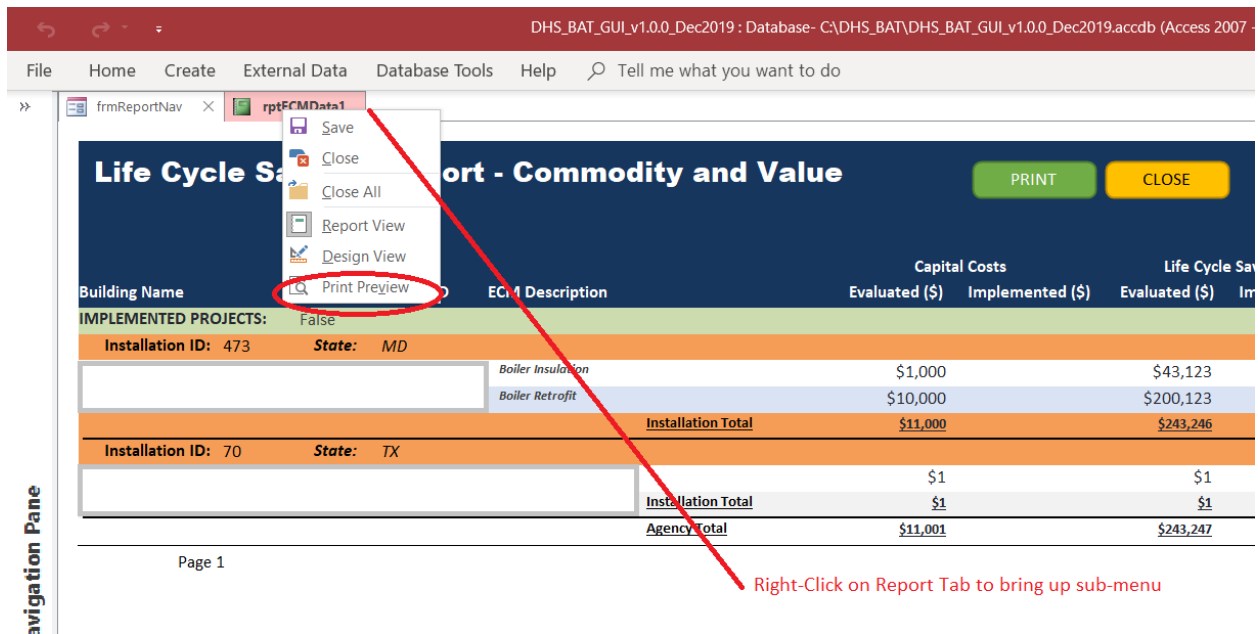 DHS_BAT_GUI_v1.0.0_Dec2019 : Database- C:\DHS_BAT\DHS_BAT_GUI_v1.0.0_Dec2019.accdb (Access 2007 -
File Home Create External Data Database Tools Help Tell me what you want to do
frmReportNav rptECMData1
Save
Close
Close All
Report View
Design View
Print Preview
Life Cycle Sa ort - Commodity and Value
PRINT CLOSE
Capital Costs Life Cycle Sav
Building Name D ECM Description Evaluated ($) Implemented ($) Evaluated ($) Im
IMPLEMENTED PROJECTS: False
Installation ID: 473 State: MD
Boiler Insulation $1,000 $43,123
Boiler Retrofit $10,000 $200,123
Installation Total $11,000 $243,246
Installation ID: 70 State: TX
$1 $1
Installation Total $1 $1
Agency Total $11,001 $243,247
Page 1
Right-Click on Report Tab to bring up sub-menu
avigation Pane